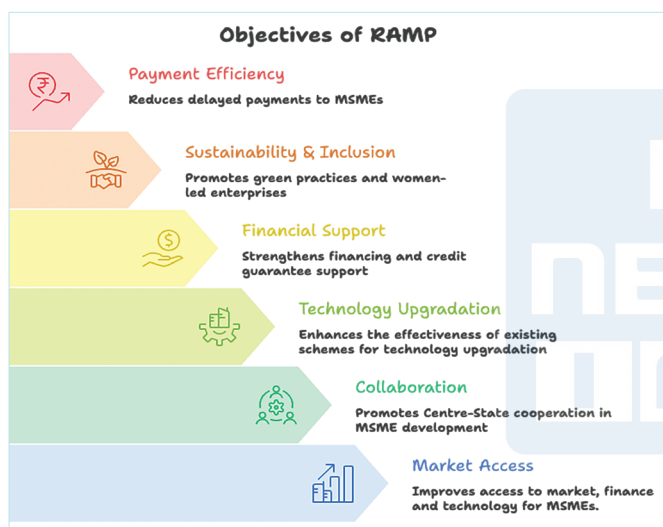 Objectives of RAMP
Payment Efficiency
Reduces delayed payments to MSMEs
Sustainability & Inclusion
Promotes green practices and women-
led enterprises
Financial Support
Strengthens financing and credit
guarantee support
Technology Upgradation
Enhances the effectiveness of existing
schemes for technology upgradation
Collaboration
Promotes Centre-State cooperation in
MSME development
Market Access
Improves access to market, finance
and technology for MSMEs.